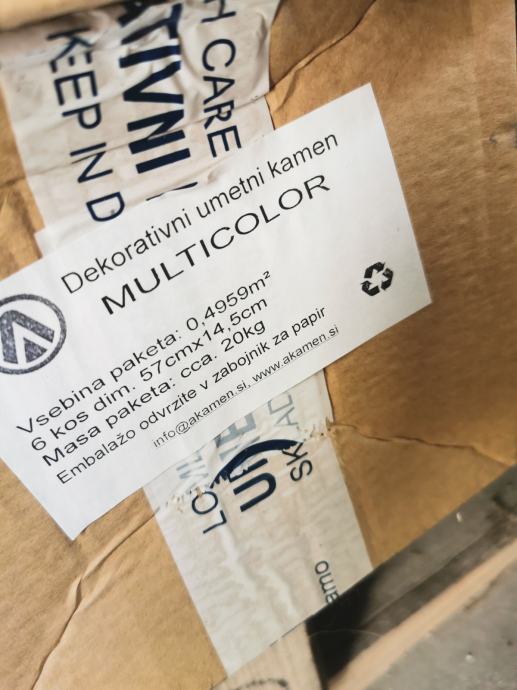 H CARE
ATIVNI
KEEP IN D
Dekorativni umetni kamen
MULTICOLOR
Vsebina paketa: 0,4959m²
6 kos dim. 57cmx14,5cm
Masa paketa: cca. 20kg
Embalažo odvrzite v zabojnik za papir
info@akamen.si, www.akamen.si